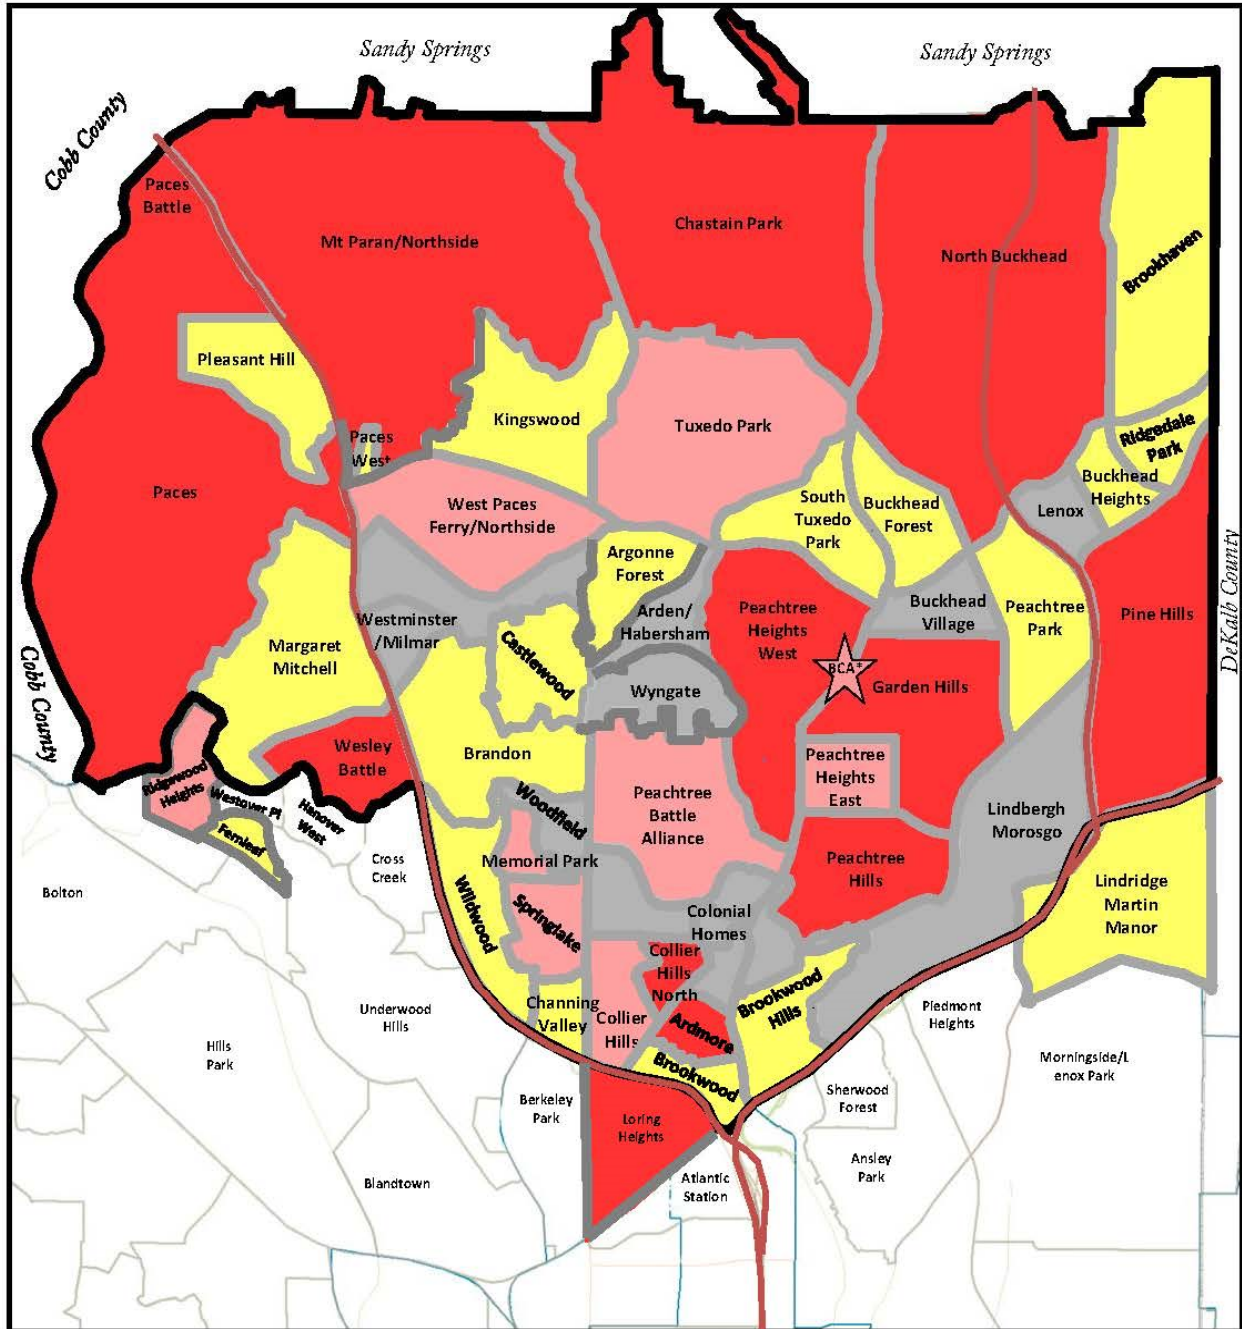 Sandy Springs
Sandy Springs
Cobb County
Paces
Battle
Mt Paran/Northside
Chastain Park
North Buckhead
Brookhaven
Pleasant Hill
Kingswood
Tuxedo Park
Paces
West
Ridgedale
Park
Buckhead
Heights
Paces
West Paces
Ferry/Northside
South
Tuxedo
Park
Buckhead
Forest
Lenox
Argonne
Forest
Westminster
/Milmar
Arden/
Habersham
Peachtree
Heights
West
Buckhead
Village
Peachtree
Park
Pine Hills
DeKalb County
Margaret
Mitchell
Castlewood
BCA*
Garden Hills
Cobb County
Wyngate
Wesley
Battle
Brandon
Ridgewood
Heights
Westover Pl
Hanover
West
Fernleaf
Woodfield
Peachtree
Battle
Alliance
Peachtree
Heights
East
Lindbergh
Morosgo
Cross
Creek
Memorial Park
Peachtree
Hills
Bolton
Wildwood
Springlake
Colonial
Homes
Lindridge
Martin
Manor
Collier
Hills
North
Brookwood
Hills
Underwood
Hills
Channing
Valley
Collier
Hills
Ardmore
Piedmont
Heights
Hills
Park
Brookwood
Morningside/L
enox Park
Berkeley
Park
Loring
Heights
Sherwood
Forest
Blandtown
Atlantic
Station
Ansley
Park